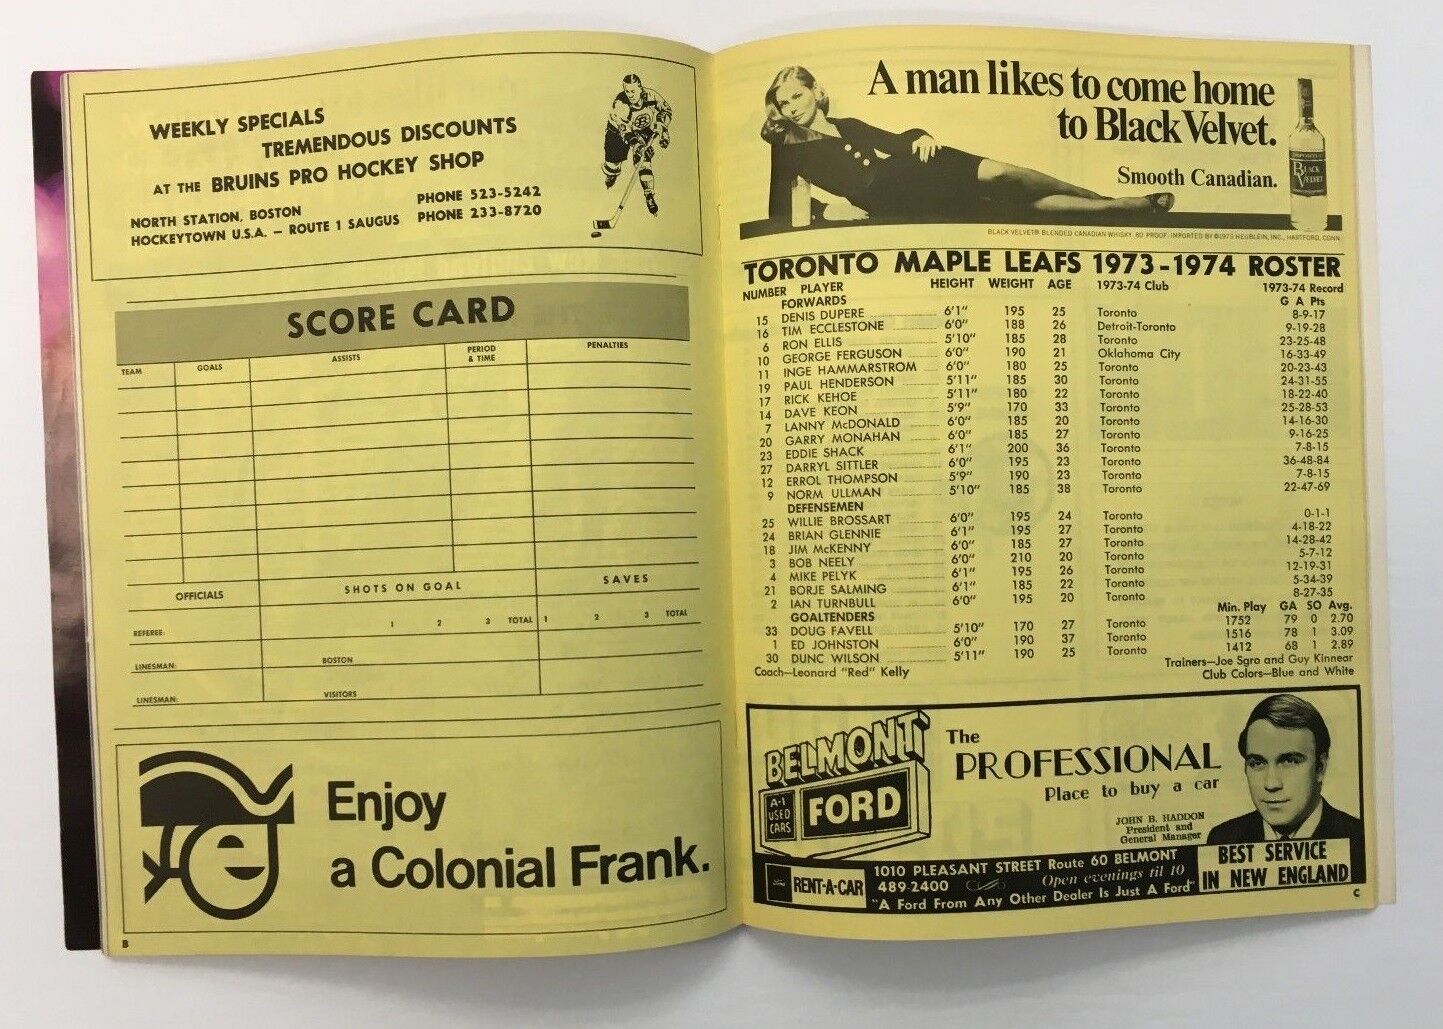 WEEKLY SPECIALS
TREMENDOUS DISCOUNTS
AT THE BRUINS PRO HOCKEY SHOP
NORTH STATION, BOSTON PHONE 523-5242
HOCKEYTOWN U.S.A. – ROUTE 1 SAUGUS PHONE 233-8720
SCORE CARD
TEAM GOALS ASSISTS PERIOD & TIME PENALTIES
OFFICIALS SHOTS ON GOAL SAVES
1 2 3 TOTAL 1 2 3 TOTAL
REFEREE:
LINESMAN: BOSTON
LINESMAN: VISITORS
Enjoy
a Colonial Frank.
B
A man likes to come home
to Black Velvet.
Smooth Canadian.
BLACK VELVET
BLACK VELVET® BLENDED CANADIAN WHISKY. 80 PROOF. IMPORTED BY ©1973 HEUBLEIN, INC., HARTFORD, CONN.
TORONTO MAPLE LEAFS 1973-1974 ROSTER
NUMBER PLAYER HEIGHT WEIGHT AGE 1973-74 Club 1973-74 Record
FORWARDS G A Pts
15 DENIS DUPERE 6'1" 195 25 Toronto 8-9-17
16 TIM ECCLESTONE 6'0" 188 26 Detroit-Toronto 9-19-28
6 RON ELLIS 5'10" 185 28 Toronto 23-25-48
10 GEORGE FERGUSON 6'0" 190 21 Oklahoma City 16-33-49
11 INGE HAMMARSTROM 6'0" 180 25 Toronto 20-23-43
19 PAUL HENDERSON 5'11" 185 30 Toronto 24-31-55
17 RICK KEHOE 5'11" 180 22 Toronto 18-22-40
14 DAVE KEON 5'9" 170 33 Toronto 25-28-53
7 LANNY McDONALD 6'0" 185 20 Toronto 14-16-30
20 GARRY MONAHAN 6'0" 185 27 Toronto 9-16-25
23 EDDIE SHACK 6'1" 200 36 Toronto 7-8-15
27 DARRYL SITTLER 6'0" 195 23 Toronto 36-48-84
12 ERROL THOMPSON 5'9" 190 23 Toronto 7-8-15
9 NORM ULLMAN 5'10" 185 38 Toronto 22-47-69
DEFENSEMEN
25 WILLIE BROSSART 6'0" 195 24 Toronto 0-1-1
24 BRIAN GLENNIE 6'1" 195 27 Toronto 4-18-22
18 JIM McKENNY 6'0" 185 27 Toronto 14-28-42
3 BOB NEELY 6'0" 210 20 Toronto 5-7-12
4 MIKE PELYK 6'1" 195 26 Toronto 12-19-31
21 BORJE SALMING 6'1" 185 22 Toronto 5-34-39
2 IAN TURNBULL 6'0" 195 20 Toronto 8-27-35
GOALTENDERS Min. Play GA SO Avg.
33 DOUG FAVELL 5'10" 170 27 Toronto 1752 79 0 2.70
1 ED JOHNSTON 6'0" 190 37 Toronto 1516 78 1 3.09
30 DUNC WILSON 5'11" 190 25 Toronto 1412 68 1 2.89
Coach—Leonard "Red" Kelly Trainers—Joe Sgro and Guy Kinnear
Club Colors—Blue and White
BELMONT
FORD
A-1
USED
CARS
The
PROFESSIONAL
Place to buy a car
JOHN B. HADDON
President and
General Manager
RENT-A-CAR
1010 PLEASANT STREET Route 60 BELMONT
489-2400 Open evenings til 10
"A Ford From Any Other Dealer Is Just A Ford"
BEST SERVICE
IN NEW ENGLAND
C